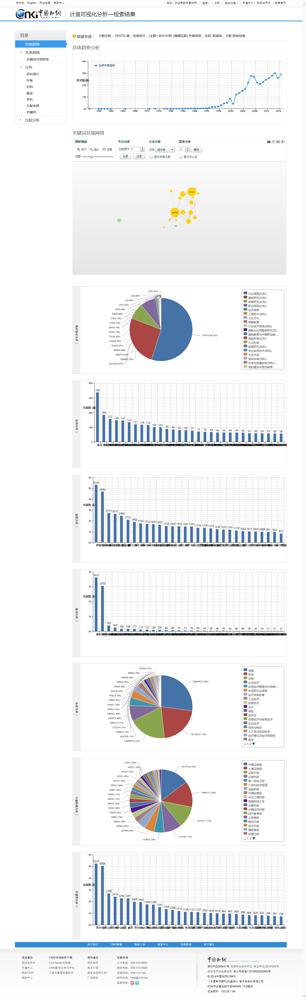 手机版 | English | 网站地图 | 帮助中心
您好，欢迎来到中国知网！ 登录 | 注册 | 我的记录 | 充值中心 | 购买知网卡 | 检索首页
Cnki中国知网
cnki.net
计量可视化分析—检索结果
目录
总体趋势
关系网络
关键词共现网络
分布
研究层次
作者
机构
基金
学科
文献来源
关键词
比较分析
数据来源： 文献总数：386056 篇；检索条件：(主题=资本市场) (模糊匹配),专辑导航：全部; 数据库：文献 跨库检索
总体趋势分析
发表年度趋势
发文量(篇)
40k
30k
20k
10k
0k
1956 1960 1964 1968 1972 1976 1980 1984 1988 1992 1996 2000 2004 2008 2012 2016
关键词共现网络
图形缩放 节点过滤 关系分析 聚类分析
放大 缩小 还原 出现频次 0 点击 请选择 3 确定
球距 全部 过滤 显示共现次数 显示中心点
研究层次分布
35(0.01%)
8(0.00%)
1(0.00%)
57(0.02%)
120(0.04%)
246(0.08%)
315(0.10%)
379(0.12%)
584(0.18%)
623(0.19%)
753(0.24%)
1220(0.38%)
1830(0.57%)
2804(0.88%)
25697(8.02%)
26584(8.30%)
83215(25.97%)
175911(54.91%)
行业指导(社科)
基础研究(社科)
政策研究(社科)
职业指导(社科)
经济信息
工程技术(自科)
大众文化
高等教育
行业技术指导(自科)
基础与应用基础研究(自...
基础教育与中等职业教...
高级科普(社科)
大众科普
政策研究(自科)
专业实用技术(自科)
文艺作品
高级科普(自科)
标准与质量控制(自科)...
党的建设与党员教育
作者分布
文献数 (篇)
400
300
200
100
0
338 185 157 149 147 134 121 118 116 102 101 90 86 82 80 77 72 70 68 66 66 66 65 64 61 60 59 59 58 58
机构分布
文献数
6k
5k
4k
3k
2k
1k
0k
5329 4684 2721 2671 2484 2121 1902 1793 1734 1693 1657 1530 1525 1516 1501 1491 1376 1359 1334 1240 1223 1191 1118 1064 1031 1024 1008 991 964 837
基金分布
文献数
4k
3k
2k
1k
0k
3621 3070 395 269 180 180 177 135 123 120 106 86 80 75 73 70 65 49 48 46 45 44 40 40 38 36 34 31 31 31
学科分布
2516(0.33%)
3000(0.39%)
3484(0.46%)
3589(0.47%)
3784(0.50%)
4816(0.63%)
5942(0.78%)
7389(0.97%)
8344(1.10%)
9365(1.23%)
10984(1.44%)
20387(2.68%)
20581(2.71%)
31223(4.11%)
31460(4.14%)
61670(8.11%)
146069(19.21%)
206049(27.09%)
161149(21.19%)
金融
投资
证券
企业经济
宏观经济管理与可持续...
市场研究与信息
经济体制改革
工业经济
贸易经济
会计
保险
经济法
信息经济与邮政经济
农业经济
财政与税收
人才学与劳动科学
经济理论及经济思想史
数学
1/2
文献来源分布
1521(1.23%)
1625(1.32%)
1812(1.47%)
1835(1.49%)
1873(1.52%)
2052(1.66%)
2240(1.82%)
2599(2.11%)
2624(2.13%)
2867(2.32%)
3203(2.60%)
3268(2.65%)
3408(2.76%)
3505(2.84%)
5548(4.50%)
6279(5.09%)
6390(5.18%)
18177(14.74%)
16481(13.36%)
13775(11.17%)
11314(9.17%)
中国证券报
上海证券报
证券日报
证券时报
第一财经日报
21世纪经济报道
金融时报
中国经营报
中华工商时报
西南财经大学
华夏时报
中国经济时报
经济参考报
北京商报
期货日报
经济日报
国际商报
经理日报
1/2
关键词分布
文献数
6k
5k
4k
3k
2k
1k
0k
5247 5066 2700 2435 2296 2291 2009 1964 1768 1760 1541 1369 1286 1214 1138 1122 1107 1052 1044 1014 984 983 958 898 866 839 832 799 783 738
关于我们 CNKI荣誉 版权公告 客服中心 在线咨询 用户建议
读者服务 CNKI常用软件下载 特色服务 客服咨询
购买知网卡 CAJViewer浏览器 手机知网 订卡热线：400-819-9993
充值中心 CNKI数字化学习平台 杂志订阅 服务热线：400-810-9888
我的CNKI 工具书桌面检索软件 数字出版物订阅 在线咨询：help.cnki.net
帮助中心 广告服务 邮件咨询：help@cnki.net
客服微博：
中国知网 www.cnki.net
京ICP证040431号 互联网出版许可证 新出网证(京)字008号
经营性网站备案信息 京公网安备11010802020460号
© 2014中国知网(CNKI)
《中国学术期刊(光盘版)》电子杂志社有限公司
KDN平台基础技术由KBASE 10.0提供.
您当前IP：103.26.1.99